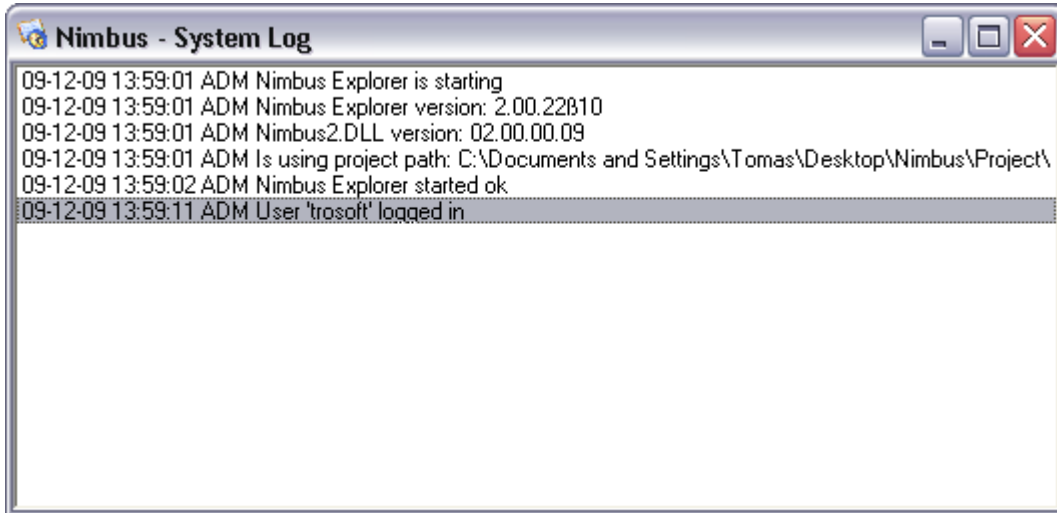 Nimbus - System Log
09-12-09 13:59:01 ADM Nimbus Explorer is starting
09-12-09 13:59:01 ADM Nimbus Explorer version: 2.00.22ß10
09-12-09 13:59:01 ADM Nimbus2.DLL version: 02.00.00.09
09-12-09 13:59:01 ADM Is using project path: C:\Documents and Settings\Tomas\Desktop\Nimbus\Project\
09-12-09 13:59:02 ADM Nimbus Explorer started ok
09-12-09 13:59:11 ADM User 'trosoft' logged in